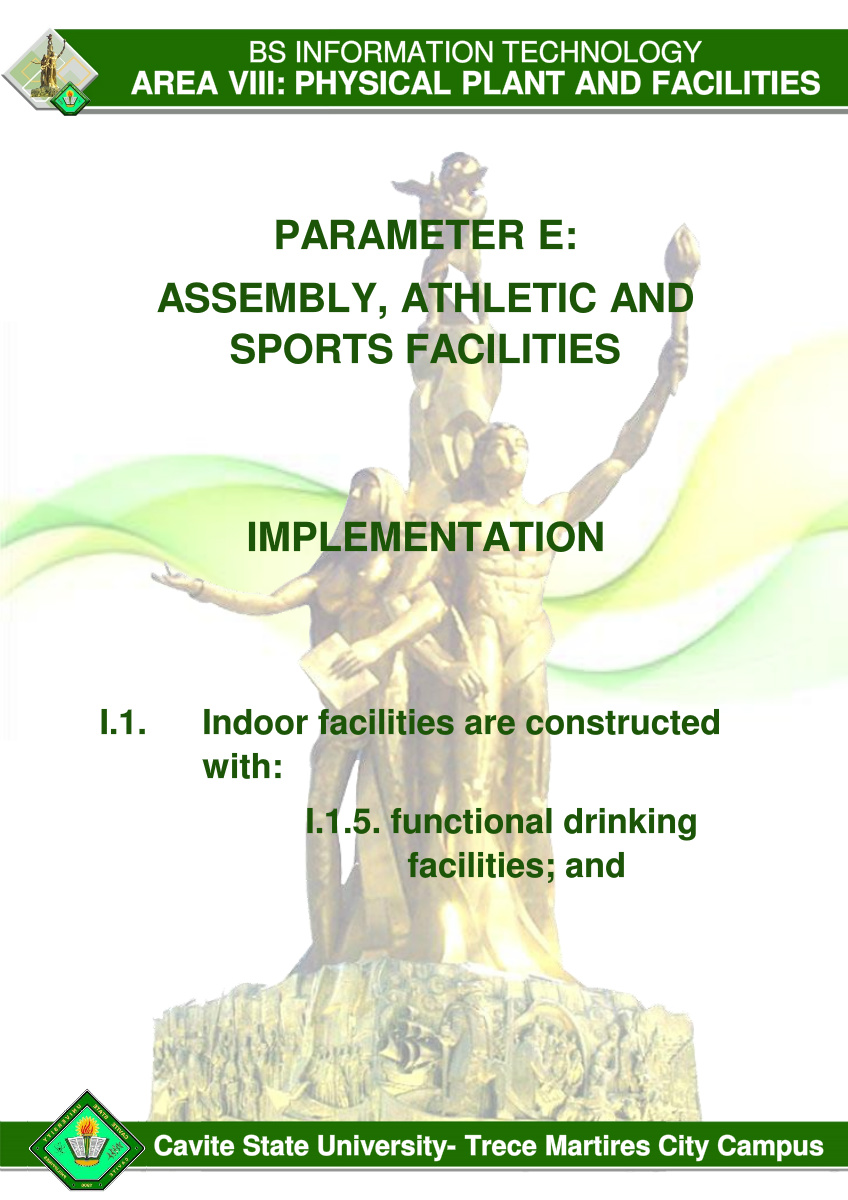 BS INFORMATION TECHNOLOGY
AREA VIII: PHYSICAL PLANT AND FACILITIES
PARAMETER E:
ASSEMBLY, ATHLETIC AND
SPORTS FACILITIES
IMPLEMENTATION
I.1. Indoor facilities are constructed
with:
I.1.5. functional drinking
facilities; and
Cavite State University- Trece Martires City Campus